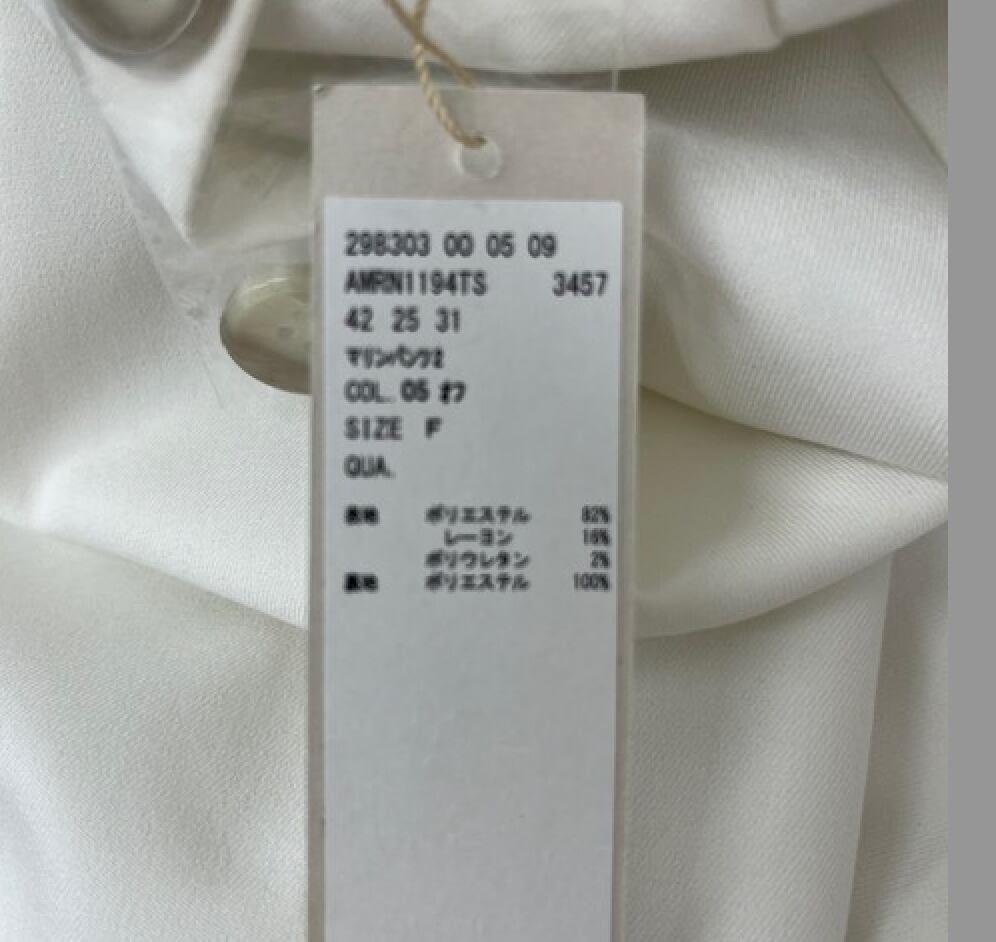 298303 00 05 09
AMRN1194TS 3457
42 25 31
マリンパンツ2
COL. 05 オフ
SIZE F
QUA.
表地 ポリエステル 82%
レーヨン 16%
ポリウレタン 2%
裏地 ポリエステル 100%